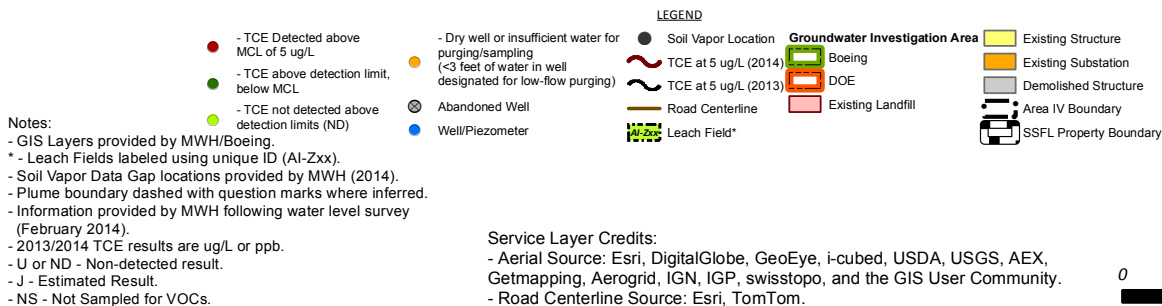 LEGEND
- TCE Detected above
MCL of 5 ug/L
- TCE above detection limit,
below MCL
- TCE not detected above
detection limits (ND)
- Dry well or insufficient water for
purging/sampling
(<3 feet of water in well
designated for low-flow purging)
Abandoned Well
Well/Piezometer
Soil Vapor Location
TCE at 5 ug/L (2014)
TCE at 5 ug/L (2013)
Road Centerline
AI-Zxx Leach Field*
Groundwater Investigation Area
Boeing
DOE
Existing Landfill
Existing Structure
Existing Substation
Demolished Structure
Area IV Boundary
SSFL Property Boundary
Notes:
- GIS Layers provided by MWH/Boeing.
* - Leach Fields labeled using unique ID (AI-Zxx).
- Soil Vapor Data Gap locations provided by MWH (2014).
- Plume boundary dashed with question marks where inferred.
- Information provided by MWH following water level survey
(February 2014).
- 2013/2014 TCE results are ug/L or ppb.
- U or ND - Non-detected result.
- J - Estimated Result.
- NS - Not Sampled for VOCs.
Service Layer Credits:
- Aerial Source: Esri, DigitalGlobe, GeoEye, i-cubed, USDA, USGS, AEX,
Getmapping, Aerogrid, IGN, IGP, swisstopo, and the GIS User Community.
- Road Centerline Source: Esri, TomTom.
0